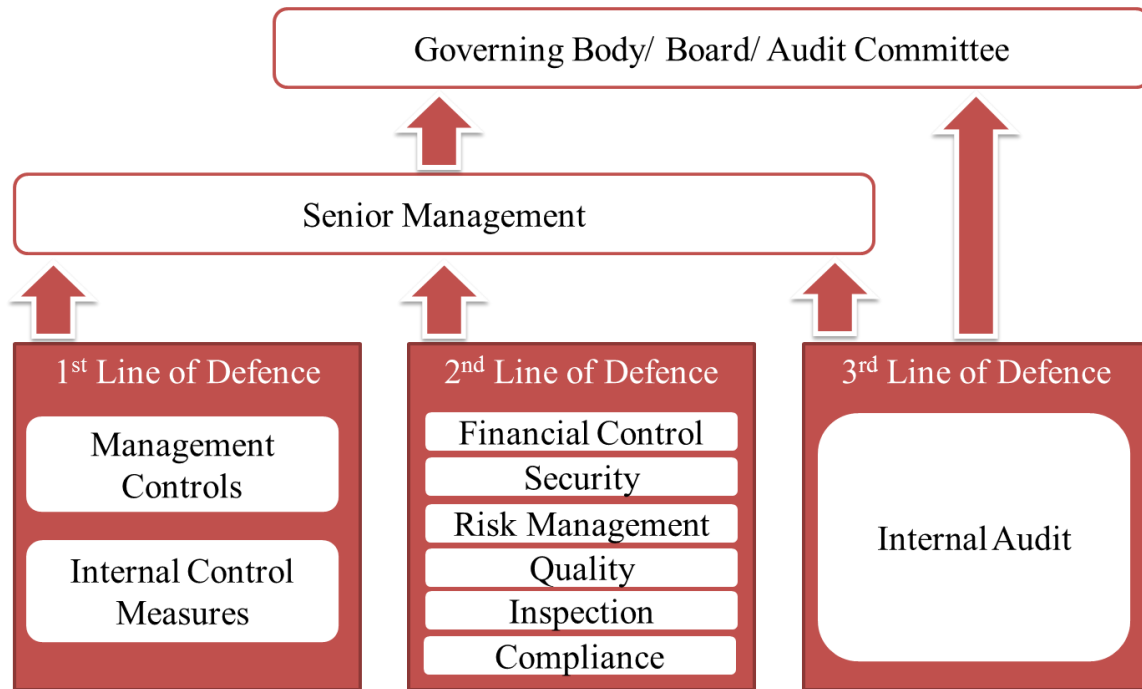 Governing Body/ Board/ Audit Committee
Senior Management
1st Line of Defence
Management
Controls
Internal Control
Measures
2nd Line of Defence
Financial Control
Security
Risk Management
Quality
Inspection
Compliance
3rd Line of Defence
Internal Audit